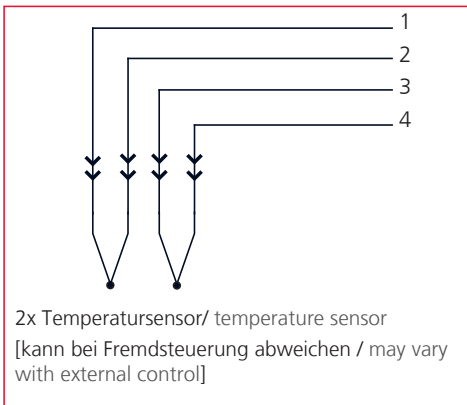 1
2
3
4
2x Temperatursensor/ temperature sensor
[kann bei Fremdsteuerung abweichen / may vary
with external control]